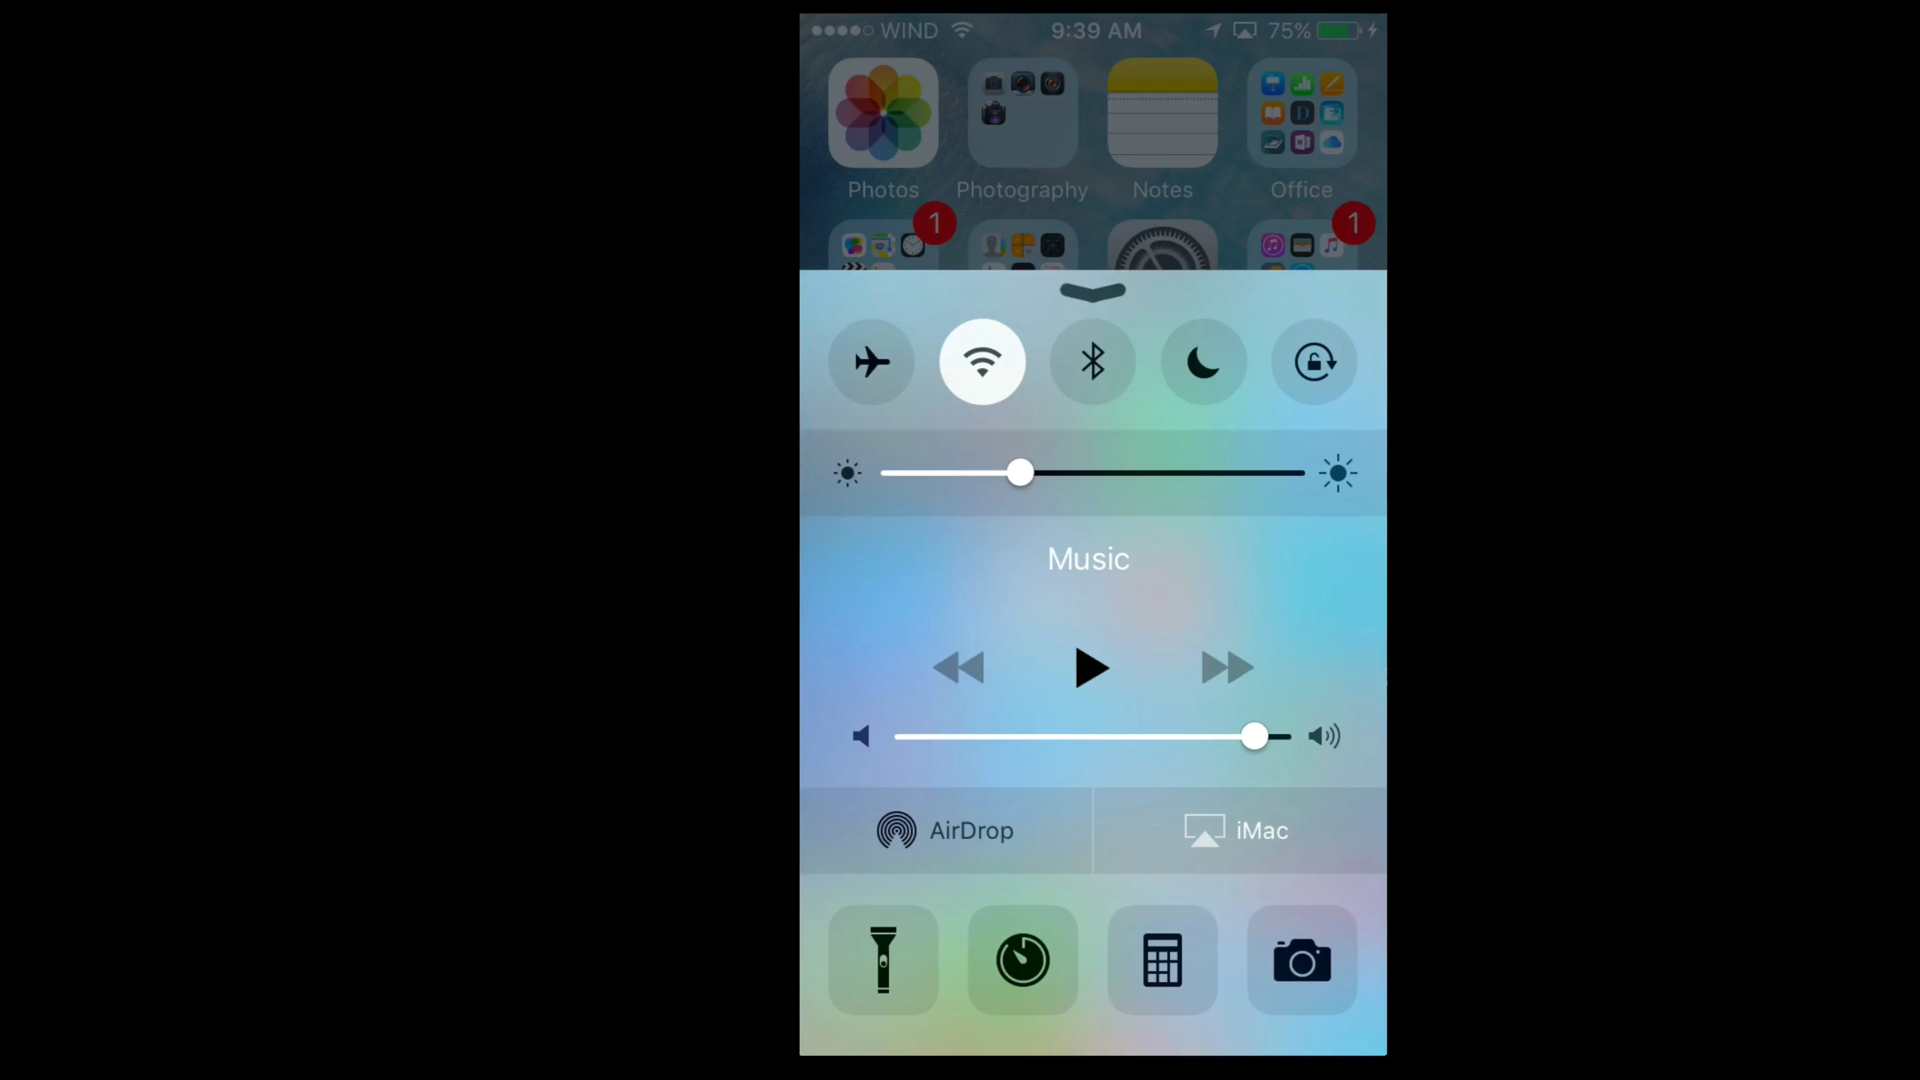 WIND 9:39 AM 75%
Photos Photography Notes Office
1 1
Music
AirDrop iMac